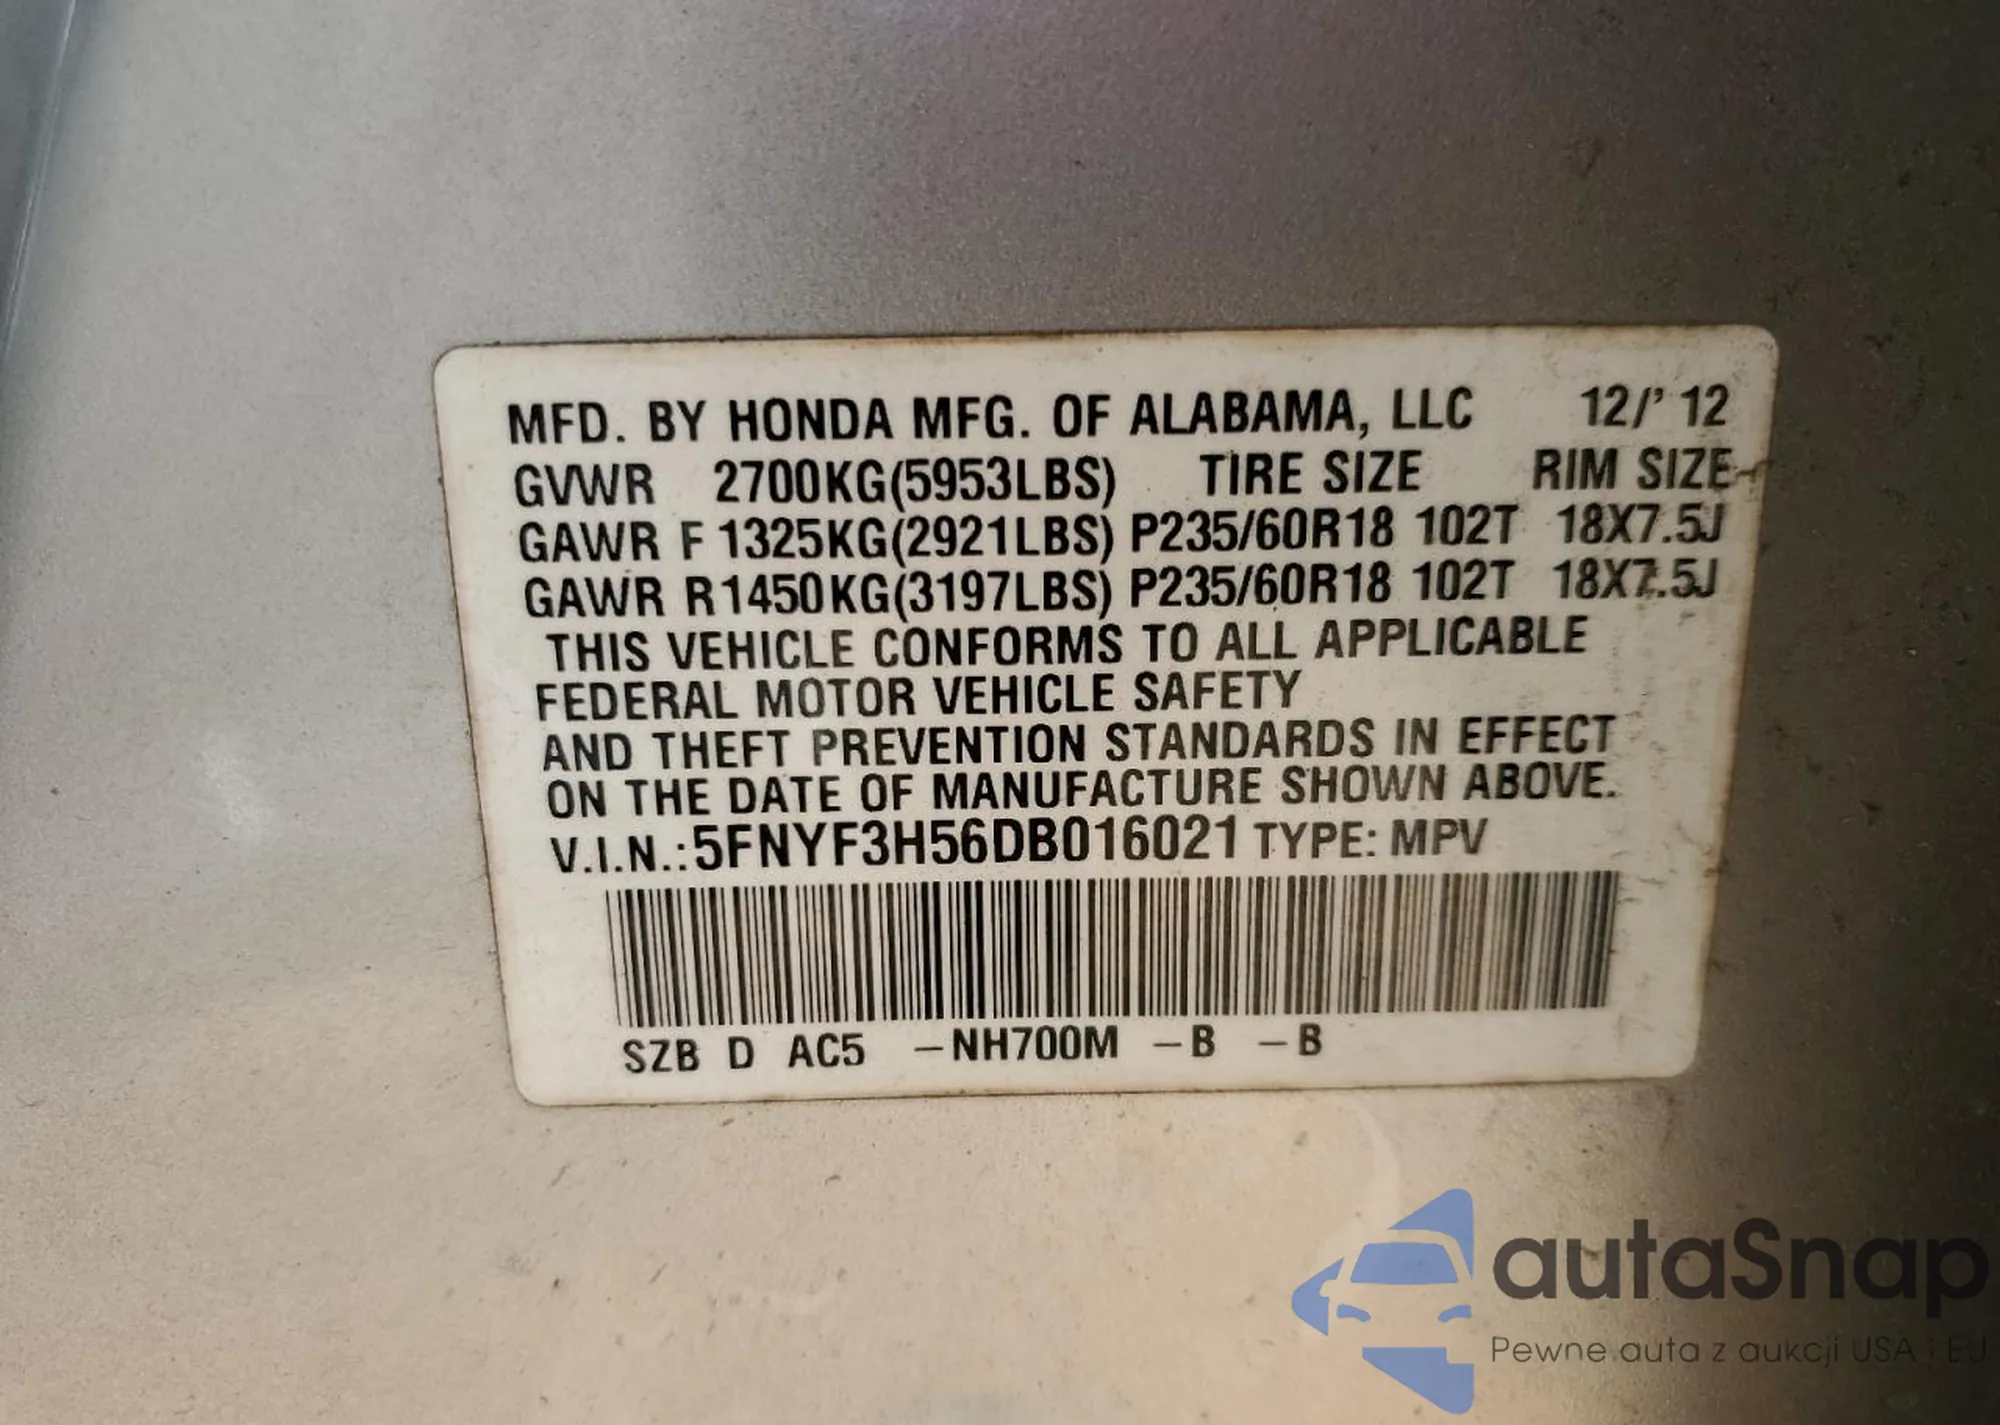 MFD. BY HONDA MFG. OF ALABAMA, LLC 12/' 12
GVWR 2700KG(5953LBS) TIRE SIZE RIM SIZE
GAWR F 1325KG(2921LBS) P235/60R18 102T 18X7.5J
GAWR R 1450KG(3197LBS) P235/60R18 102T 18X7.5J
THIS VEHICLE CONFORMS TO ALL APPLICABLE
FEDERAL MOTOR VEHICLE SAFETY
AND THEFT PREVENTION STANDARDS IN EFFECT
ON THE DATE OF MANUFACTURE SHOWN ABOVE.
V.I.N.:5FNYF3H56DB016021 TYPE: MPV
SZB D AC5 –NH700M –B –B
autaSnap
Pewne auta z aukcji USA i EU